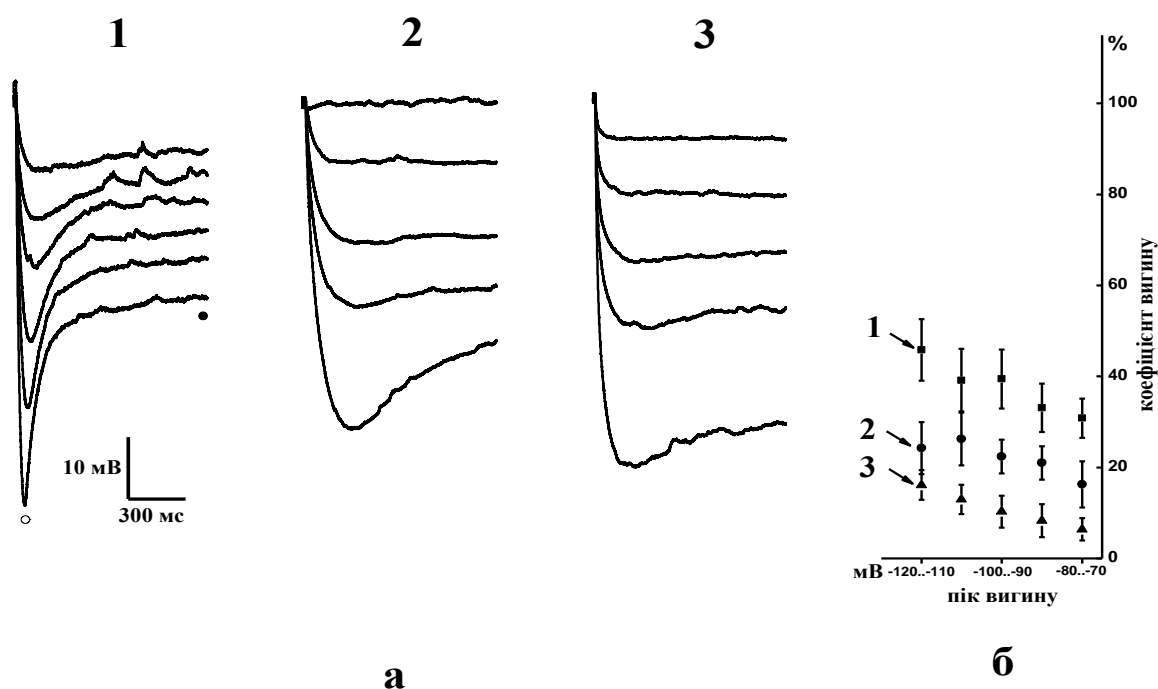 1 2 3
10 мВ
300 мс
%
100
80
60
40
20
0
коефіцієнт вигину
1
2
3
мВ -120..-110 -100..-90 -80..-70
пік вигину
а б